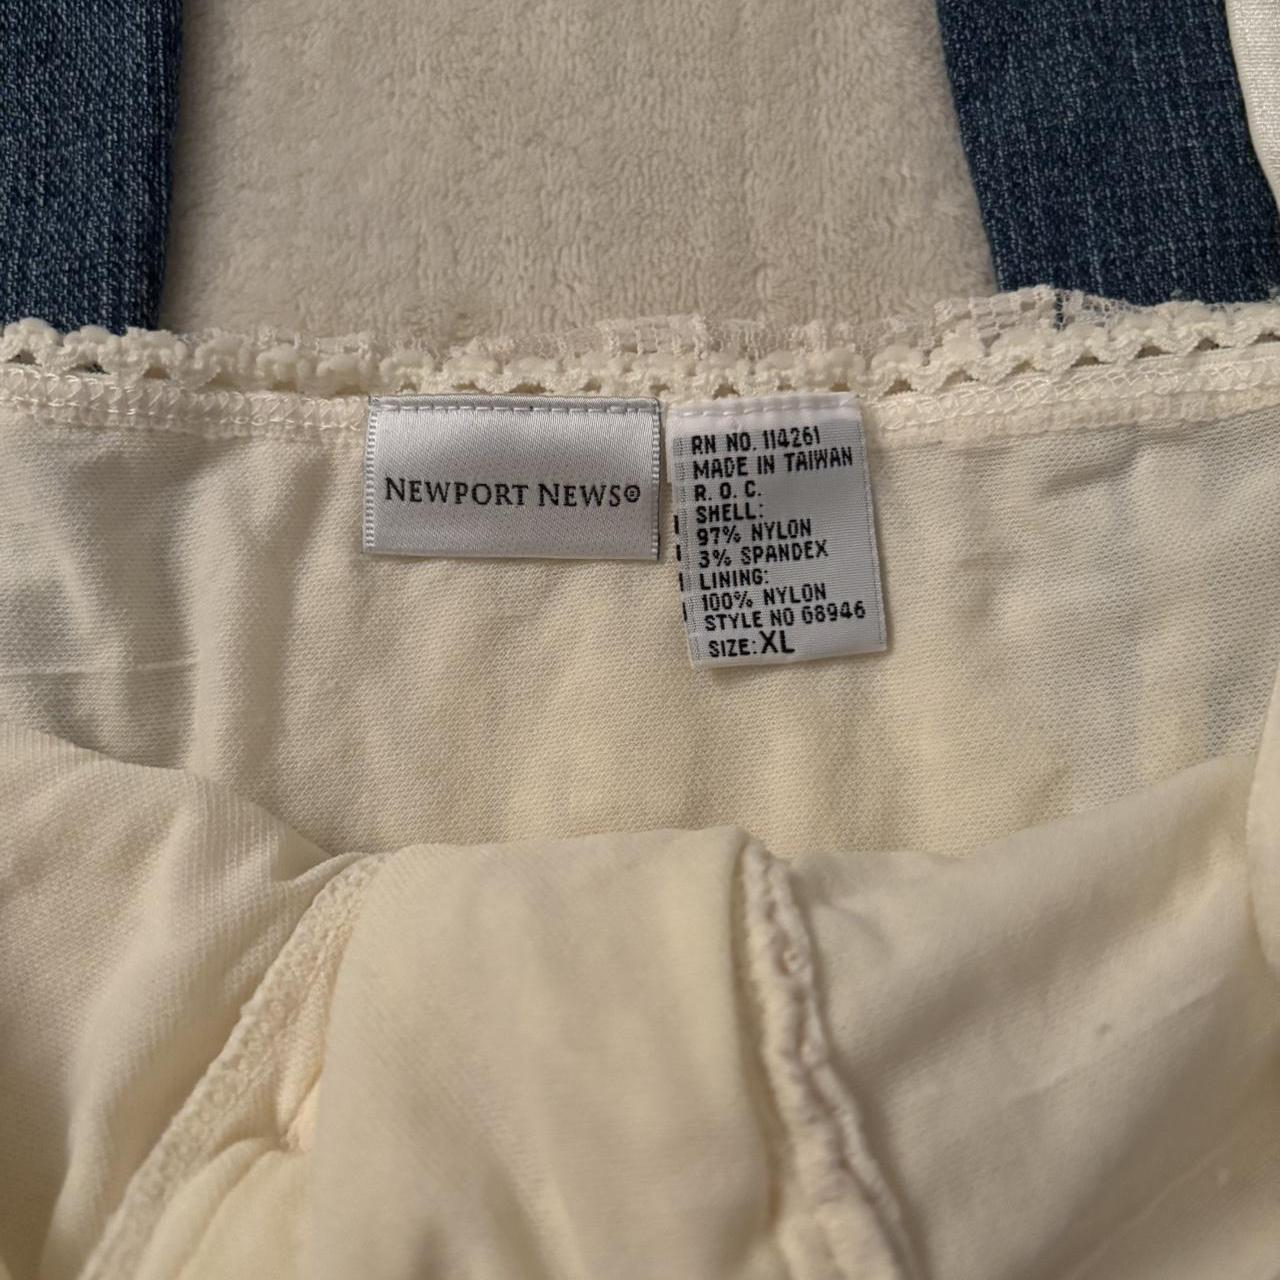 NEWPORT NEWS®
RN NO. 114261
MADE IN TAIWAN
R. O. C.
SHELL:
97% NYLON
3% SPANDEX
LINING:
100% NYLON
STYLE NO G8946
SIZE: XL